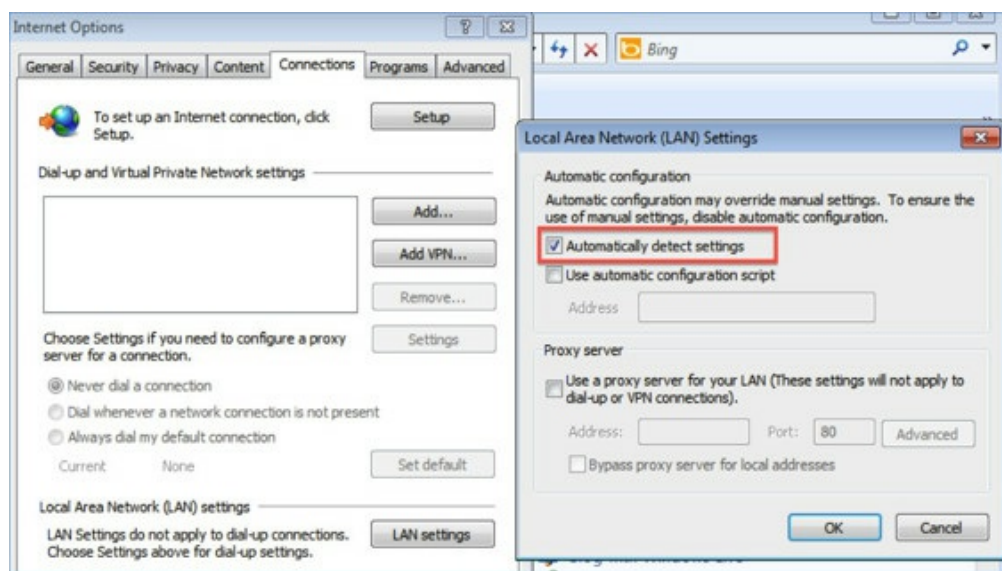 Internet Options
General Security Privacy Content Connections Programs Advanced
To set up an Internet connection, click
Setup.
Setup
Dial-up and Virtual Private Network settings
Add...
Add VPN...
Remove...
Choose Settings if you need to configure a proxy
server for a connection.
Settings
Never dial a connection
Dial whenever a network connection is not present
Always dial my default connection
Current None
Set default
Local Area Network (LAN) settings
LAN Settings do not apply to dial-up connections.
Choose Settings above for dial-up settings.
LAN settings
Bing
Local Area Network (LAN) Settings
Automatic configuration
Automatic configuration may override manual settings. To ensure the
use of manual settings, disable automatic configuration.
Automatically detect settings
Use automatic configuration script
Address
Proxy server
Use a proxy server for your LAN (These settings will not apply to
dial-up or VPN connections).
Address: Port: 80 Advanced
Bypass proxy server for local addresses
OK Cancel